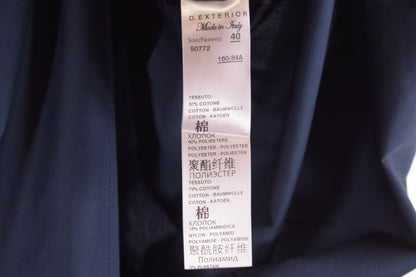 D.EXTERIOR
Made in Italy
Size/Размер 40
50772
160/84A
TESSUTO:
60% COTONE
COTTON - BAUMWOLLE
COTON - KATOEN
棉
ХЛОПОК
40% POLIESTERE
POLYESTER - POLYESTER
POLYESTER - POLYESTER
聚酯纤维
ПОЛИЭСТЕР
78% COTONE
COTTON - BAUMWOLLE
COTON - KATOEN
棉
ХЛОПОК
18% POLIAMMIDICA
NYLON - POLYAMID
POLYAMIDE - POLYAMIDE
聚酰胺纤维
Полиамид